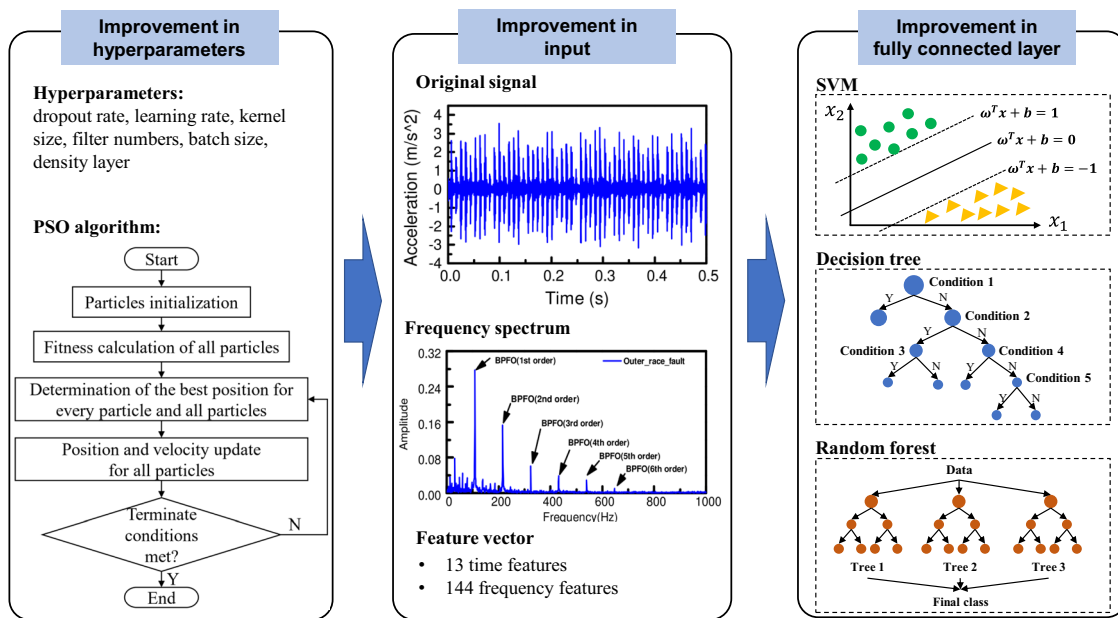 Improvement in
hyperparameters
Hyperparameters:
dropout rate, learning rate, kernel
size, filter numbers, batch size,
density layer
PSO algorithm:
Start
Particles initialization
Fitness calculation of all particles
Determination of the best position for
every particle and all particles
Position and velocity update
for all particles
Terminate
conditions
met?
N
Y
End
Improvement in
input
Original signal
Acceleration (m/s^2)
4
3
2
1
0
-1
-2
-3
-4
0.0 0.1 0.2 0.3 0.4 0.5
Time (s)
Frequency spectrum
Amplitude
0.32
0.24
0.16
0.08
0.00
BPFO(1st order)
Outer_race_fault
BPFO(2nd order)
BPFO(3rd order)
BPFO(4th order)
BPFO(5th order)
BPFO(6th order)
0 200 400 600 800 1000
Frequency(Hz)
Feature vector
• 13 time features
• 144 frequency features
Improvement in
fully connected layer
SVM
x₂
ωᵀx + b = 1
ωᵀx + b = 0
ωᵀx + b = −1
x₁
Decision tree
Condition 1
Y N
Condition 2
Y N
Condition 3
Condition 4
Y N Y N
Condition 5
Y N
Random forest
Data
Tree 1 Tree 2 Tree 3
Final class